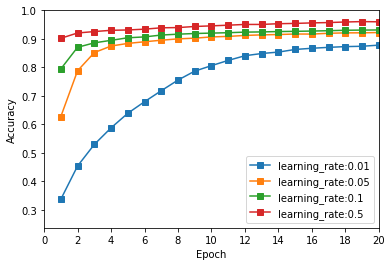 1.0
0.9
0.8
0.7
0.6
0.5
0.4
0.3
Accuracy
learning_rate:0.01
learning_rate:0.05
learning_rate:0.1
learning_rate:0.5
0 2 4 6 8 10 12 14 16 18 20
Epoch